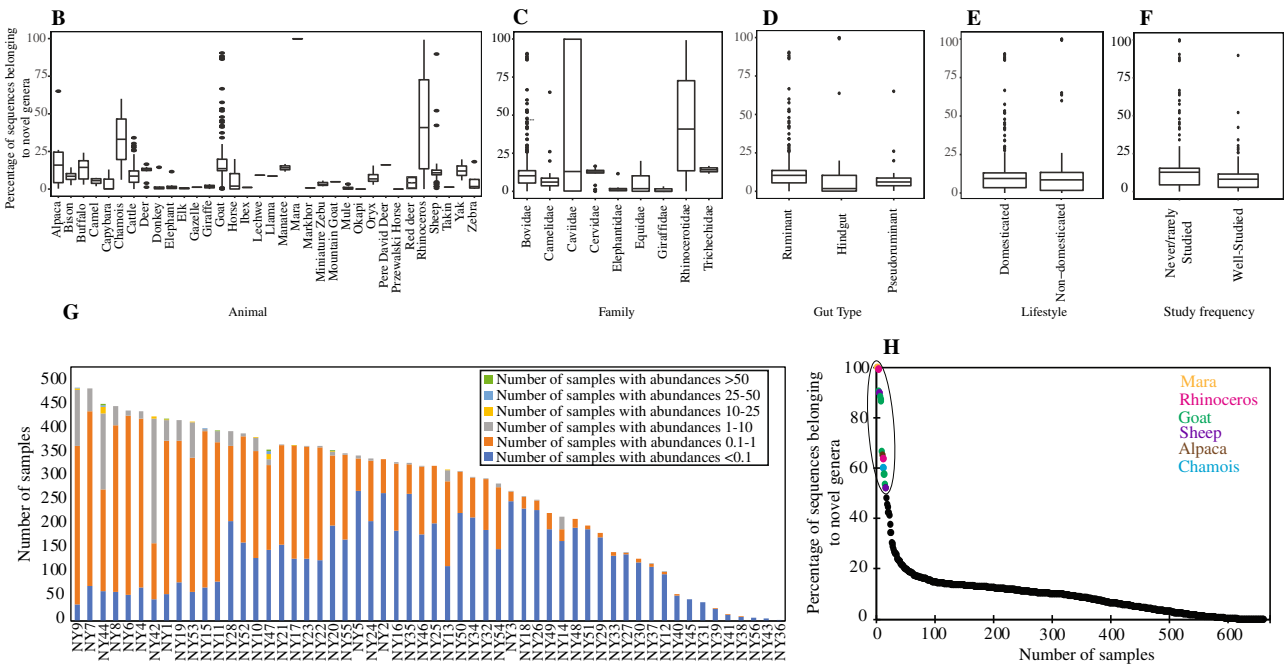 B
Percentage of sequences belonging
to novel genera
100
75
50
25
0
Alpaca
Bison
Buffalo
Camel
Capybara
Chamois
Cattle
Deer
Donkey
Elephant
Elk
Gazelle
Giraffe
Goat
Horse
Ibex
Lechwe
Llama
Manatee
Mara
Markhor
Miniature Zebu
Mountain Goat
Mule
Okapi
Oryx
Pere David Deer
Przewalski Horse
Red deer
Rhinoceros
Sheep
Takin
Yak
Zebra
Animal
C
100
75
50
25
0
Bovidae
Camelidae
Caviidae
Cervidae
Elephantidae
Equidae
Giraffidae
Rhinocerotidae
Trichechidae
Family
D
100
75
50
25
0
Ruminant
Hindgut
Pseudoruminant
Gut Type
E
100
75
50
25
0
Domesticated
Non-domesticated
Lifestyle
F
100
75
50
25
0
Never/rarely
Studied
Well-Studied
Study frequency
G
Number of samples
500
450
400
350
300
250
200
150
100
50
0
Number of samples with abundances >50
Number of samples with abundances 25-50
Number of samples with abundances 10-25
Number of samples with abundances 1-10
Number of samples with abundances 0.1-1
Number of samples with abundances <0.1
NY9
NY7
NY44
NY8
NY6
NY4
NY42
NY1
NY19
NY53
NY15
NY11
NY28
NY52
NY10
NY47
NY21
NY17
NY12
NY22
NY20
NY55
NY5
NY24
NY2
NY16
NY35
NY46
NY25
NY13
NY50
NY34
NY32
NY54
NY3
NY18
NY26
NY49
NY14
NY48
NY51
NY29
NY33
NY27
NY30
NY37
NY12
NY40
NY45
NY31
NY39
NY41
NY38
NY56
NY43
NY36
H
Percentage of sequences belonging
to novel genera
100
80
60
40
20
0
Mara
Rhinoceros
Goat
Sheep
Alpaca
Chamois
0
100
200
300
400
500
600
Number of samples